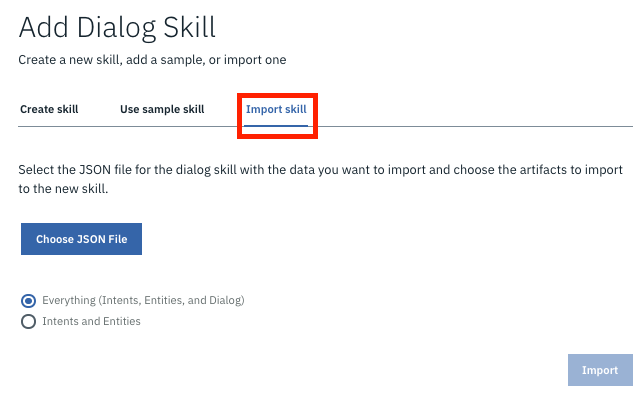 Add Dialog Skill
Create a new skill, add a sample, or import one
Create skill Use sample skill Import skill
Select the JSON file for the dialog skill with the data you want to import and choose the artifacts to import
to the new skill.
Choose JSON File
Everything (Intents, Entities, and Dialog)
Intents and Entities
Import